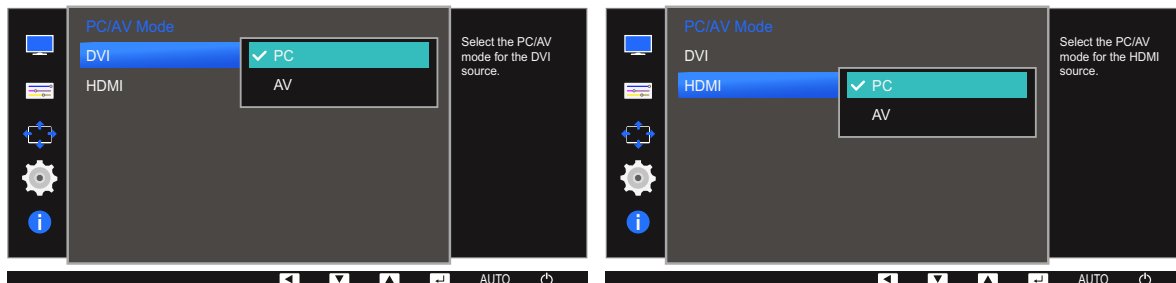 PC/AV Mode
DVI
PC
HDMI
AV
Select the PC/AV
mode for the DVI
source.
AUTO
PC/AV Mode
DVI
HDMI
PC
AV
Select the PC/AV
mode for the HDMI
source.
AUTO